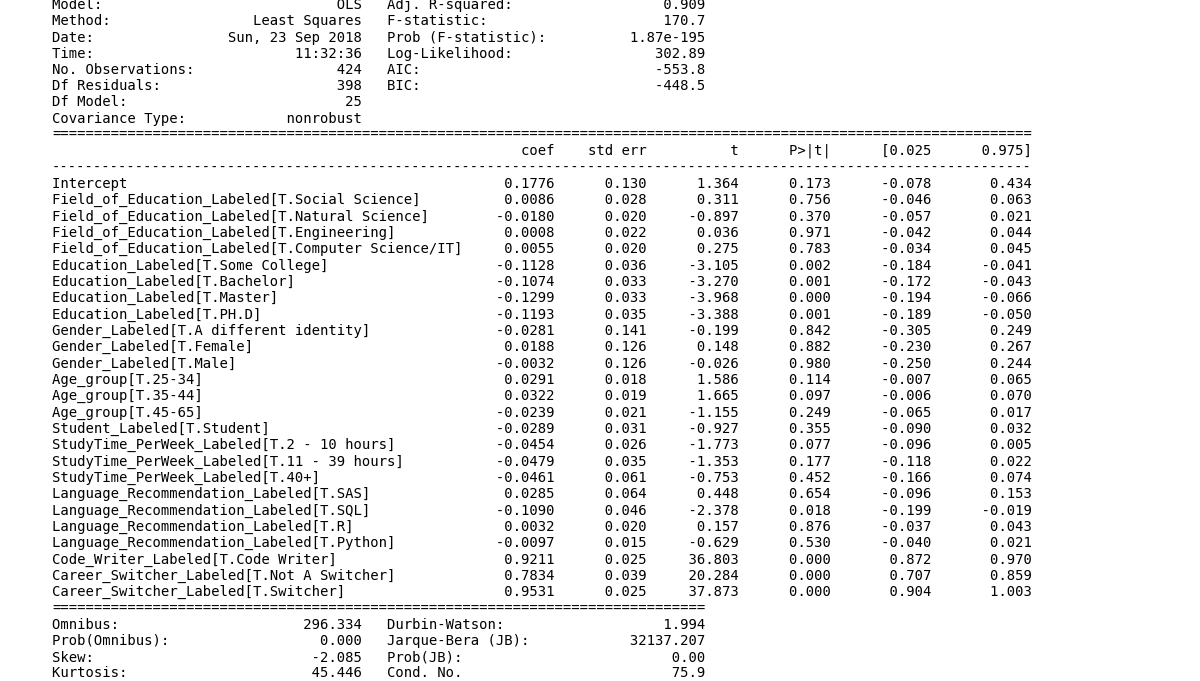 Model: OLS Adj. R-squared: 0.909
Method: Least Squares F-statistic: 170.7
Date: Sun, 23 Sep 2018 Prob (F-statistic): 1.87e-195
Time: 11:32:36 Log-Likelihood: 302.89
No. Observations: 424 AIC: -553.8
Df Residuals: 398 BIC: -448.5
Df Model: 25
Covariance Type: nonrobust
coef std err t P>|t| [0.025 0.975]
Intercept 0.1776 0.130 1.364 0.173 -0.078 0.434
Field_of_Education_Labeled[T.Social Science] 0.0086 0.028 0.311 0.756 -0.046 0.063
Field_of_Education_Labeled[T.Natural Science] -0.0180 0.020 -0.897 0.370 -0.057 0.021
Field_of_Education_Labeled[T.Engineering] 0.0008 0.022 0.036 0.971 -0.042 0.044
Field_of_Education_Labeled[T.Computer Science/IT] 0.0055 0.020 0.275 0.783 -0.034 0.045
Education_Labeled[T.Some College] -0.1128 0.036 -3.105 0.002 -0.184 -0.041
Education_Labeled[T.Bachelor] -0.1074 0.033 -3.270 0.001 -0.172 -0.043
Education_Labeled[T.Master] -0.1299 0.033 -3.968 0.000 -0.194 -0.066
Education_Labeled[T.PH.D] -0.1193 0.035 -3.388 0.001 -0.189 -0.050
Gender_Labeled[T.A different identity] -0.0281 0.141 -0.199 0.842 -0.305 0.249
Gender_Labeled[T.Female] 0.0188 0.126 0.148 0.882 -0.230 0.267
Gender_Labeled[T.Male] -0.0032 0.126 -0.026 0.980 -0.250 0.244
Age_group[T.25-34] 0.0291 0.018 1.586 0.114 -0.007 0.065
Age_group[T.35-44] 0.0322 0.019 1.665 0.097 -0.006 0.070
Age_group[T.45-65] -0.0239 0.021 -1.155 0.249 -0.065 0.017
Student_Labeled[T.Student] -0.0289 0.031 -0.927 0.355 -0.090 0.032
StudyTime_PerWeek_Labeled[T.2 - 10 hours] -0.0454 0.026 -1.773 0.077 -0.096 0.005
StudyTime_PerWeek_Labeled[T.11 - 39 hours] -0.0479 0.035 -1.353 0.177 -0.118 0.022
StudyTime_PerWeek_Labeled[T.40+] -0.0461 0.061 -0.753 0.452 -0.166 0.074
Language_Recommendation_Labeled[T.SAS] 0.0285 0.064 0.448 0.654 -0.096 0.153
Language_Recommendation_Labeled[T.SQL] -0.1090 0.046 -2.378 0.018 -0.199 -0.019
Language_Recommendation_Labeled[T.R] 0.0032 0.020 0.157 0.876 -0.037 0.043
Language_Recommendation_Labeled[T.Python] -0.0097 0.015 -0.629 0.530 -0.040 0.021
Code_Writer_Labeled[T.Code Writer] 0.9211 0.025 36.803 0.000 0.872 0.970
Career_Switcher_Labeled[T.Not A Switcher] 0.7834 0.039 20.284 0.000 0.707 0.859
Career_Switcher_Labeled[T.Switcher] 0.9531 0.025 37.873 0.000 0.904 1.003
Omnibus: 296.334 Durbin-Watson: 1.994
Prob(Omnibus): 0.000 Jarque-Bera (JB): 32137.207
Skew: -2.085 Prob(JB): 0.00
Kurtosis: 45.446 Cond. No. 75.9